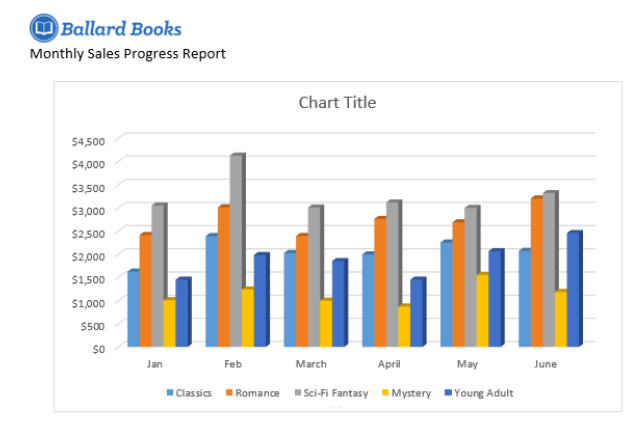 Ballard Books
Monthly Sales Progress Report
Chart Title
$4,500
$4,000
$3,500
$3,000
$2,500
$2,000
$1,500
$1,000
$500
$0
Jan Feb March April May June
Classics Romance Sci-Fi Fantasy Mystery Young Adult